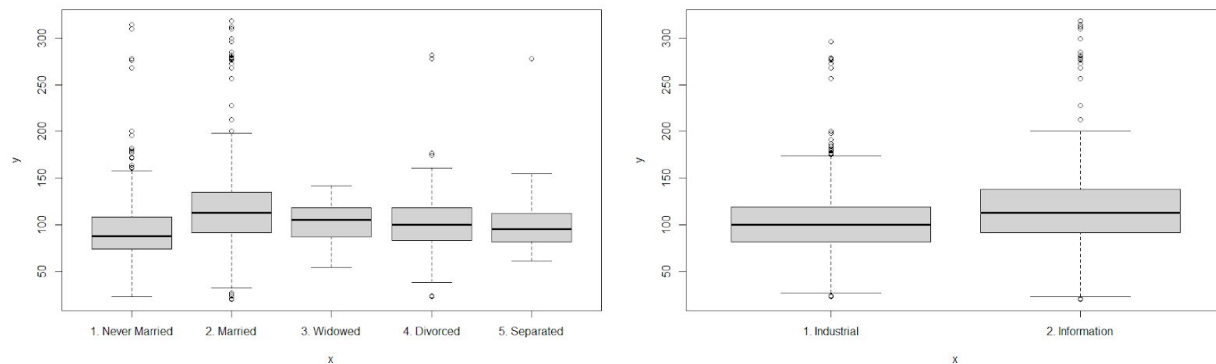 300
250
200
150
100
50
y
1. Never Married 2. Married 3. Widowed 4. Divorced 5. Separated
x
300
250
200
150
100
50
y
1. Industrial 2. Information
x